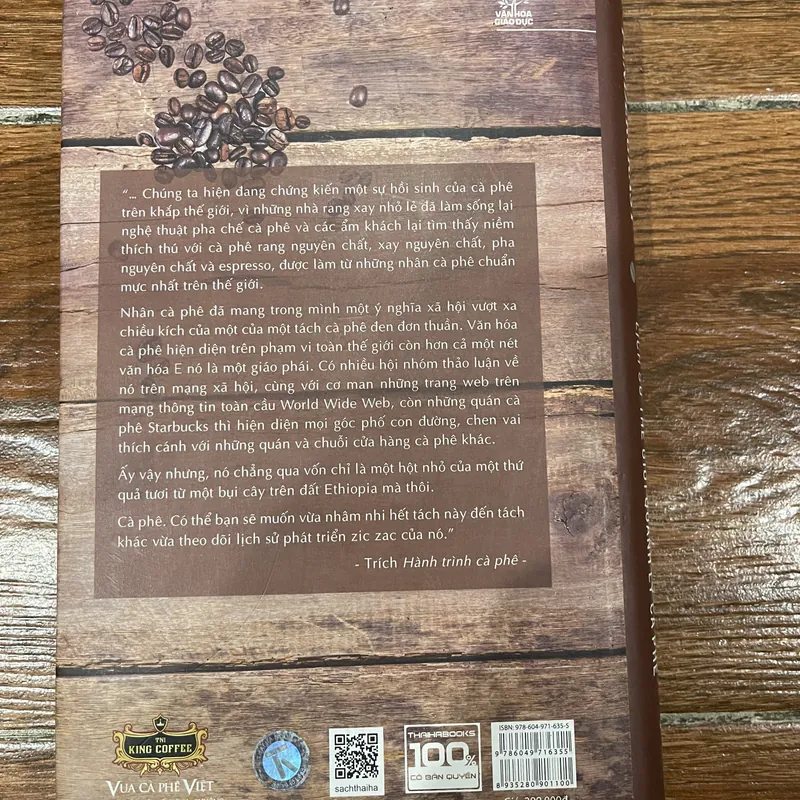 VĂN HÓA
GIÁO DỤC
“... Chúng ta hiện đang chứng kiến một sự hồi sinh của cà phê
trên khắp thế giới, vì những nhà rang xay nhỏ lẻ đã làm sống lại
nghệ thuật pha chế cà phê và các ẩm khách lại tìm thấy niềm
thích thú với cà phê rang nguyên chất, xay nguyên chất, pha
nguyên chất và espresso, được làm từ những nhân cà phê chuẩn
mực nhất trên thế giới.
Nhân cà phê đã mang trong mình một ý nghĩa xã hội vượt xa
chiều kích của một của một tách cà phê đen đơn thuần. Văn hóa
cà phê hiện diện trên phạm vi toàn thế giới còn hơn cả một nét
văn hóa E nó là một giáo phái. Có nhiều hội nhóm thảo luận về
nó trên mạng xã hội, cùng với cơ man những trang web trên
mạng thông tin toàn cầu World Wide Web, còn những quán cà
phê Starbucks thì hiện diện mọi góc phố con đường, chen vai
thích cánh với những quán và chuỗi cửa hàng cà phê khác.
Ấy vậy nhưng, nó chẳng qua vốn chỉ là một hột nhỏ của một thứ
quả tươi từ một bụi cây trên đất Ethiopia mà thôi.
Cà phê. Có thể bạn sẽ muốn vừa nhâm nhi hết tách này đến tách
khác vừa theo dõi lịch sử phát triển zic zac của nó.”
- Trích Hành trình cà phê -
TNI
KING COFFEE
VUA CÀ PHÊ VIỆT
sachthaiha
THAIHABOOKS
100%
CÓ BẢN QUYỀN
ISBN: 978-604-971-635-5
9 786049 716355
8 935280 901100